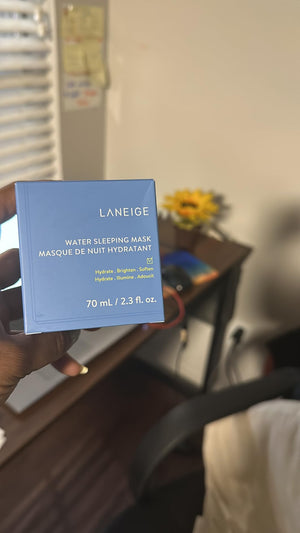 LANEIGE
WATER SLEEPING MASK
MASQUE DE NUIT HYDRATANT
Hydrate . Brighten . Soften
Hydrate . Illumine . Adoucit
70 mL / 2.3 fl. oz.